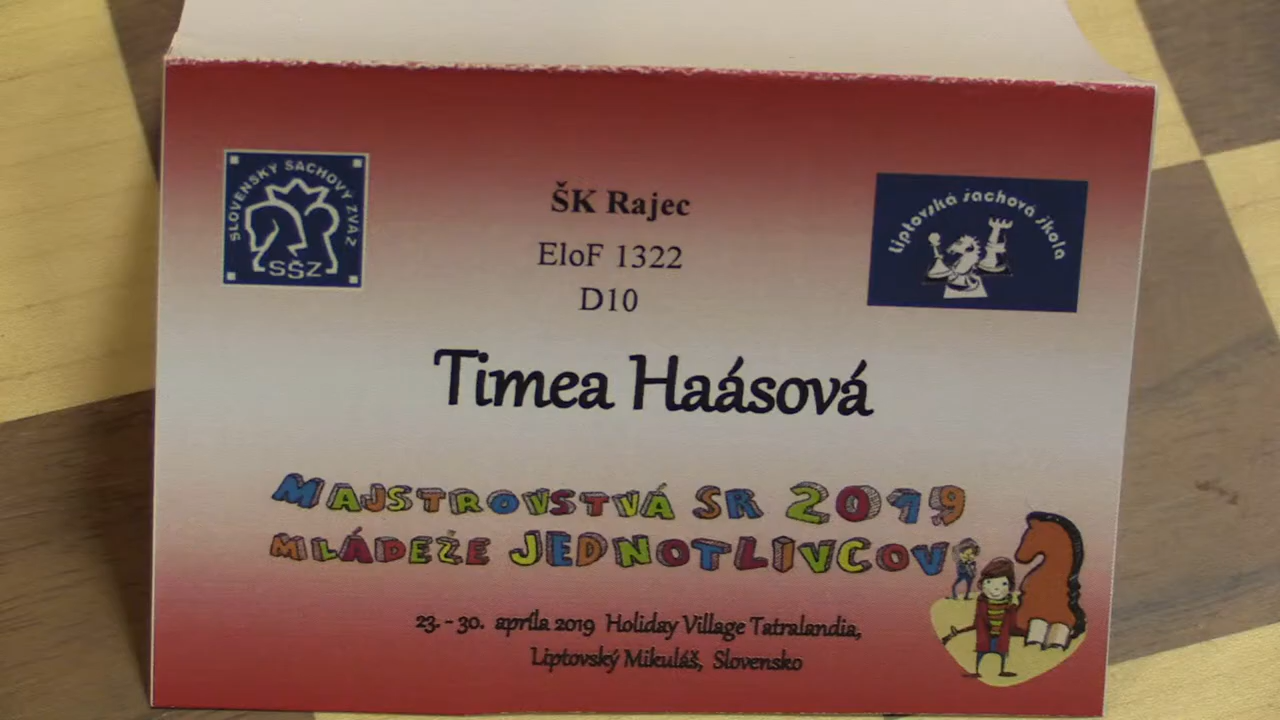 SLOVENSKÝ ŠACHOVÝ ZVÄZ
SŠZ
ŠK Rajec
EloF 1322
D10
Liptovská šachová škola
Timea Haásová
MAJSTROVSTVÁ SR 2019
MLÁDEŽE JEDNOTLIVCOV
23. - 30. apríla 2019 Holiday Village Tatralandia,
Liptovský Mikuláš, Slovensko